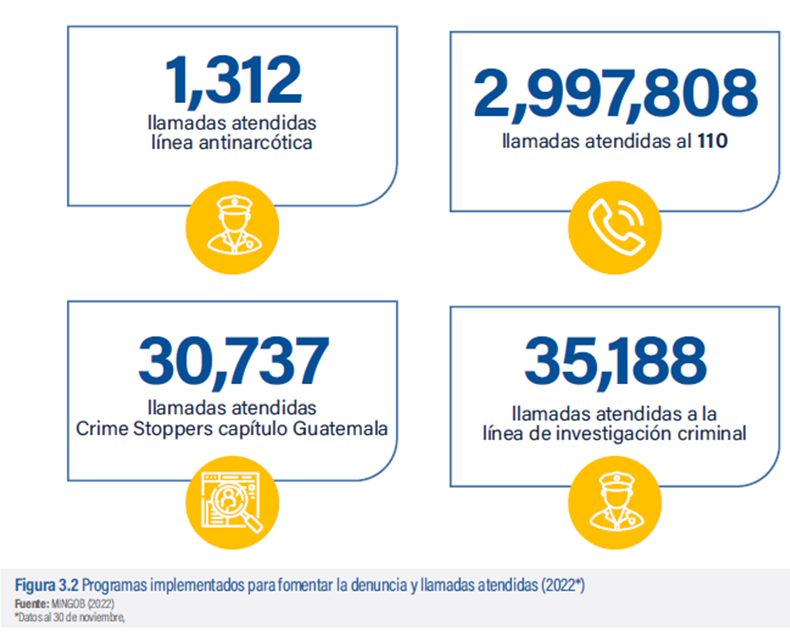 1,312
llamadas atendidas
línea antinarcótica
2,997,808
llamadas atendidas al 110
30,737
llamadas atendidas
Crime Stoppers capítulo Guatemala
35,188
llamadas atendidas a la
línea de investigación criminal
Figura 3.2 Programas implementados para fomentar la denuncia y llamadas atendidas (2022*)
Fuente: MINGOB (2022)
*Datos al 30 de noviembre,